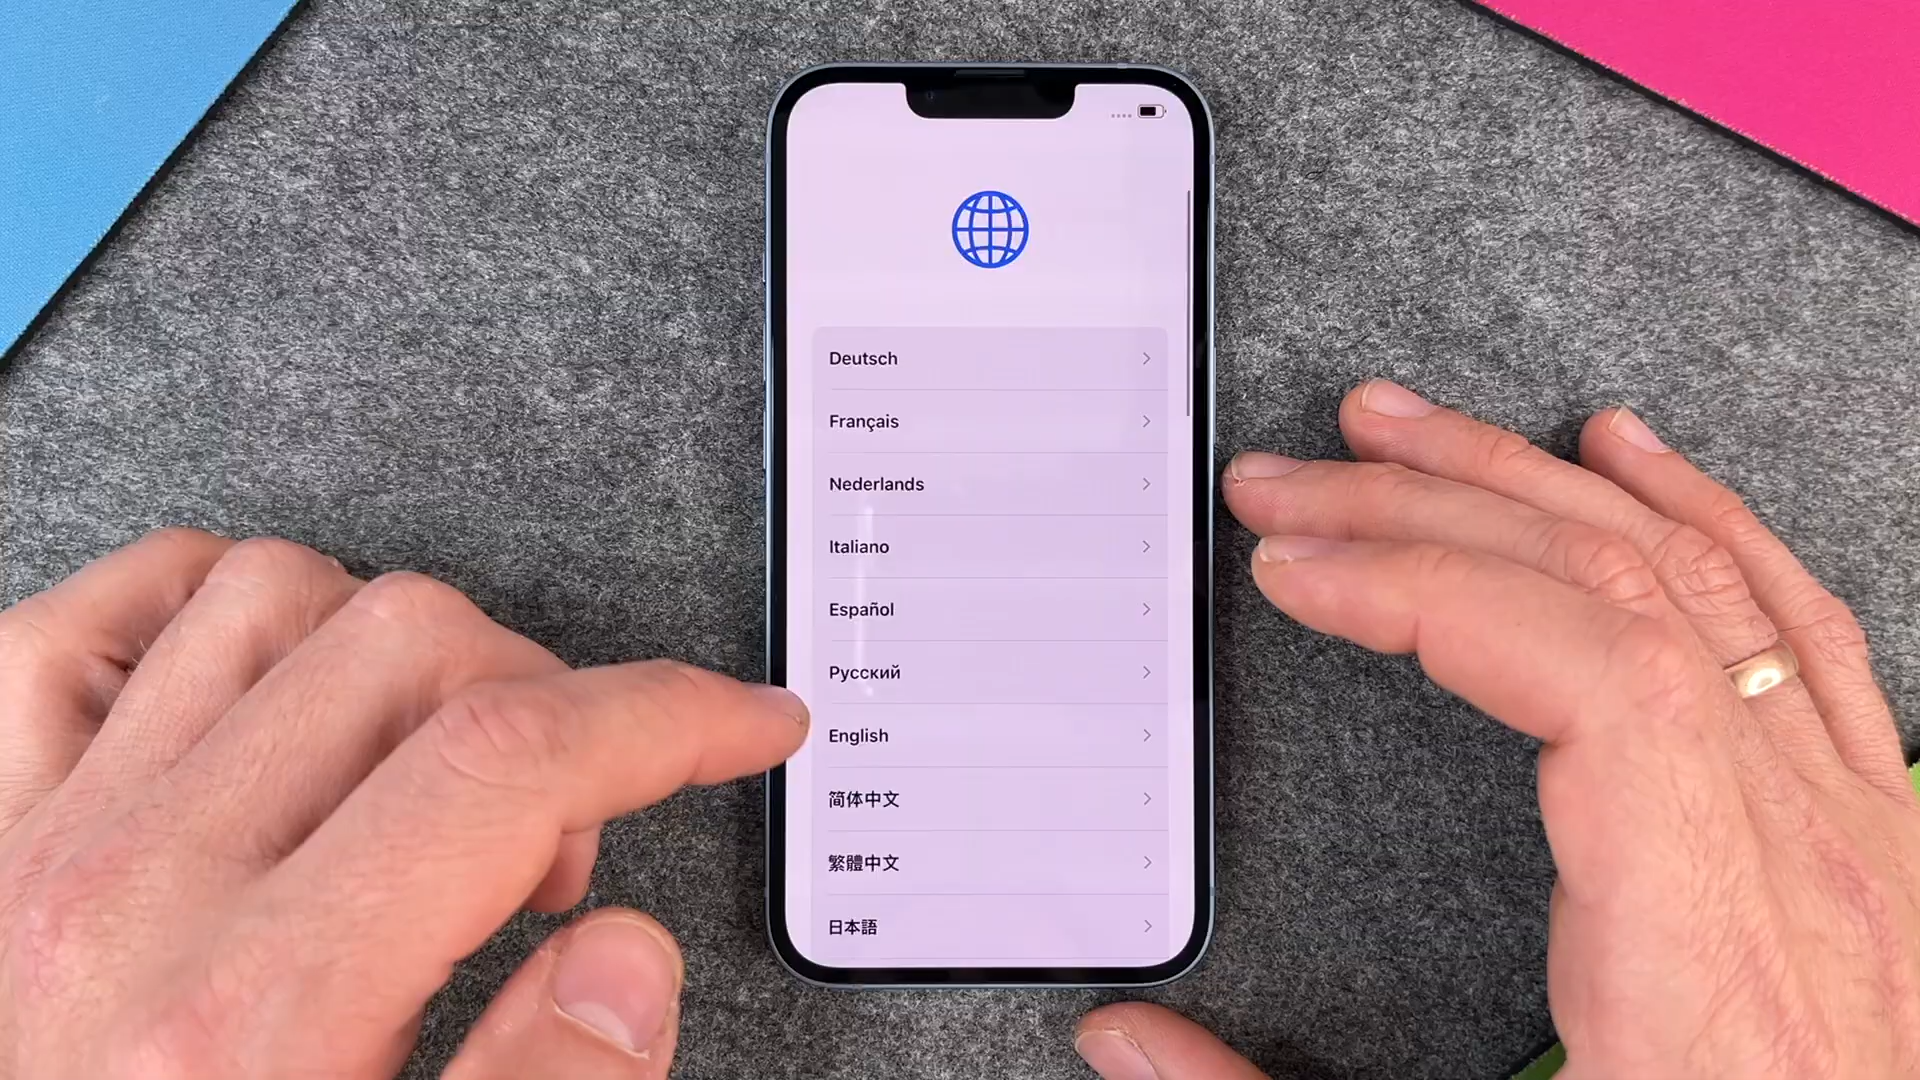 Deutsch
Français
Nederlands
Italiano
Español
Русский
English
简体中文
繁體中文
日本語